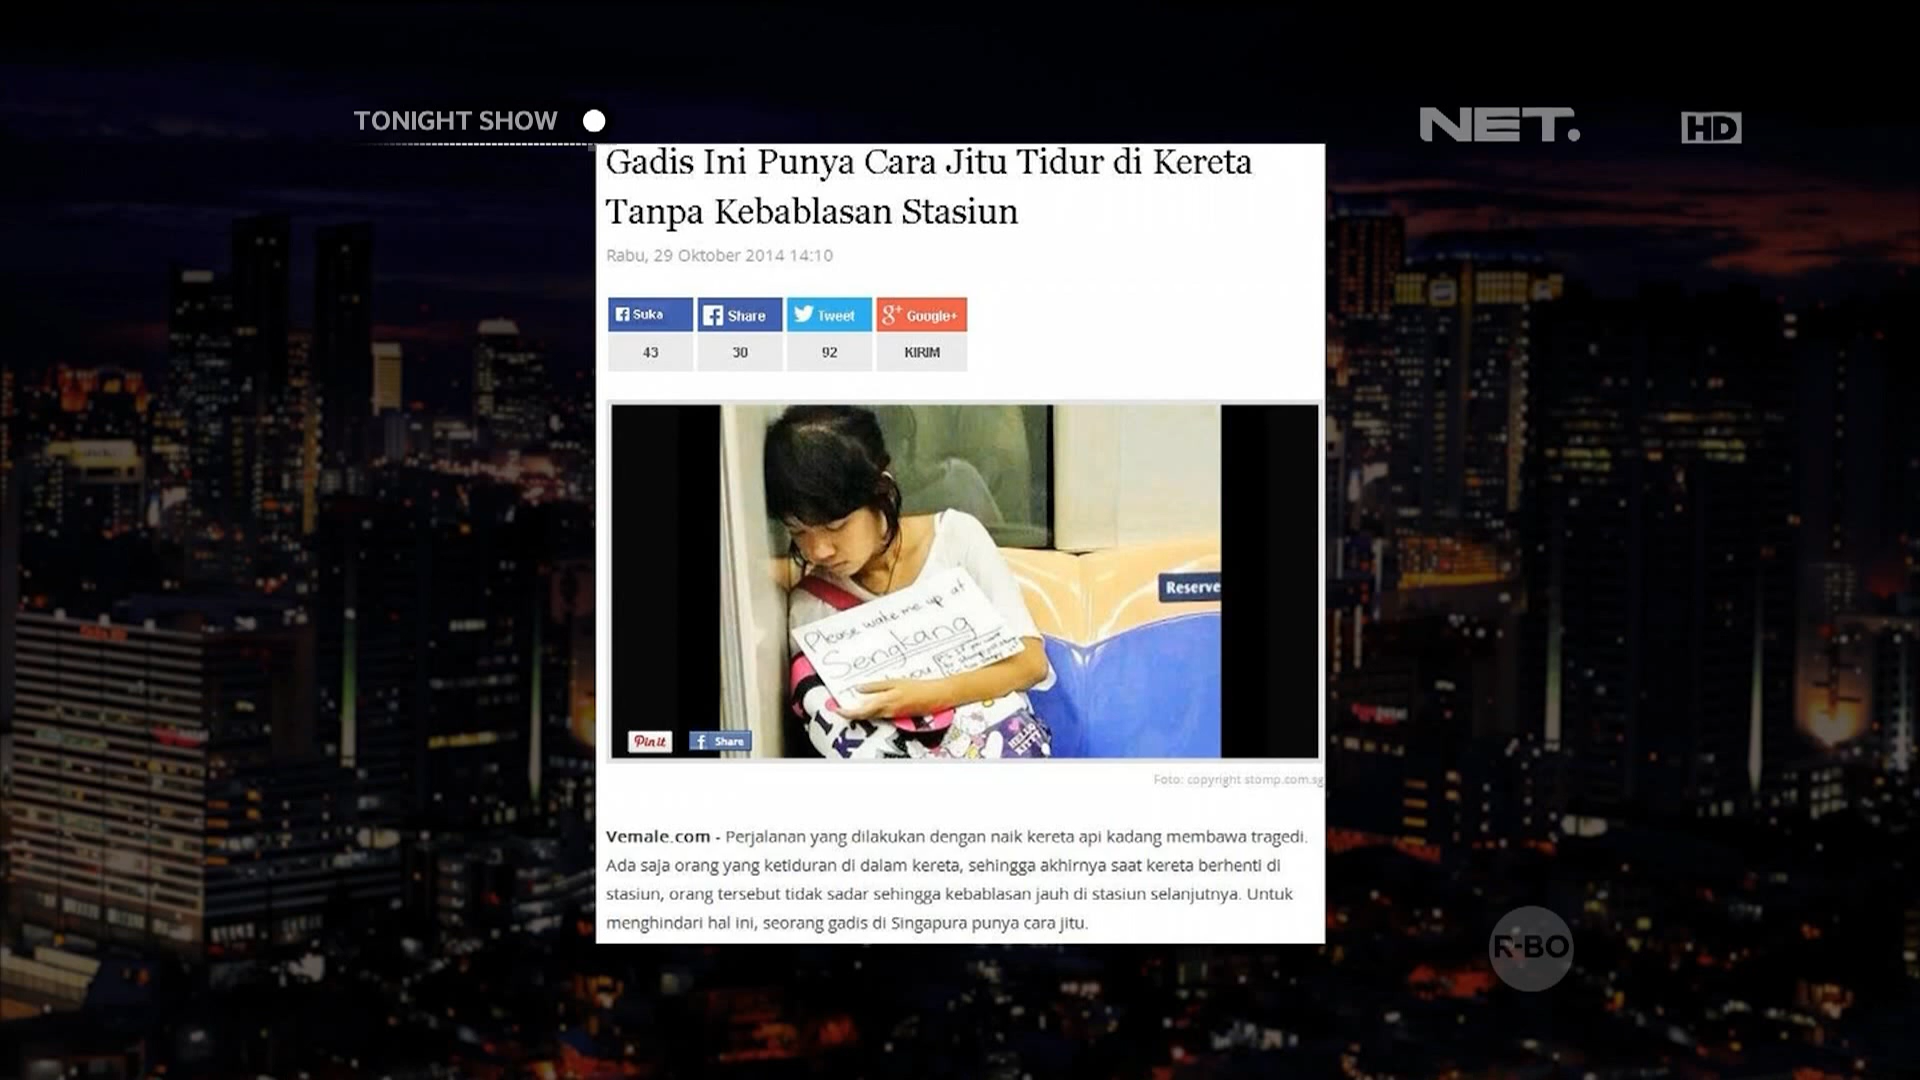 TONIGHT SHOW
NET.
HD
Gadis Ini Punya Cara Jitu Tidur di Kereta
Tanpa Kebablasan Stasiun
Rabu, 29 Oktober 2014 14:10
Suka Share Tweet Google+
43 30 92 KIRIM
Reserve
Please wake me up at
Sengkang
you
HELLO KITTY
Pin it Share
Foto: copyright stomp.com.sg
Vemale.com - Perjalanan yang dilakukan dengan naik kereta api kadang membawa tragedi.
Ada saja orang yang ketiduran di dalam kereta, sehingga akhirnya saat kereta berhenti di
stasiun, orang tersebut tidak sadar sehingga kebablasan jauh di stasiun selanjutnya. Untuk
menghindari hal ini, seorang gadis di Singapura punya cara jitu.
R-BO